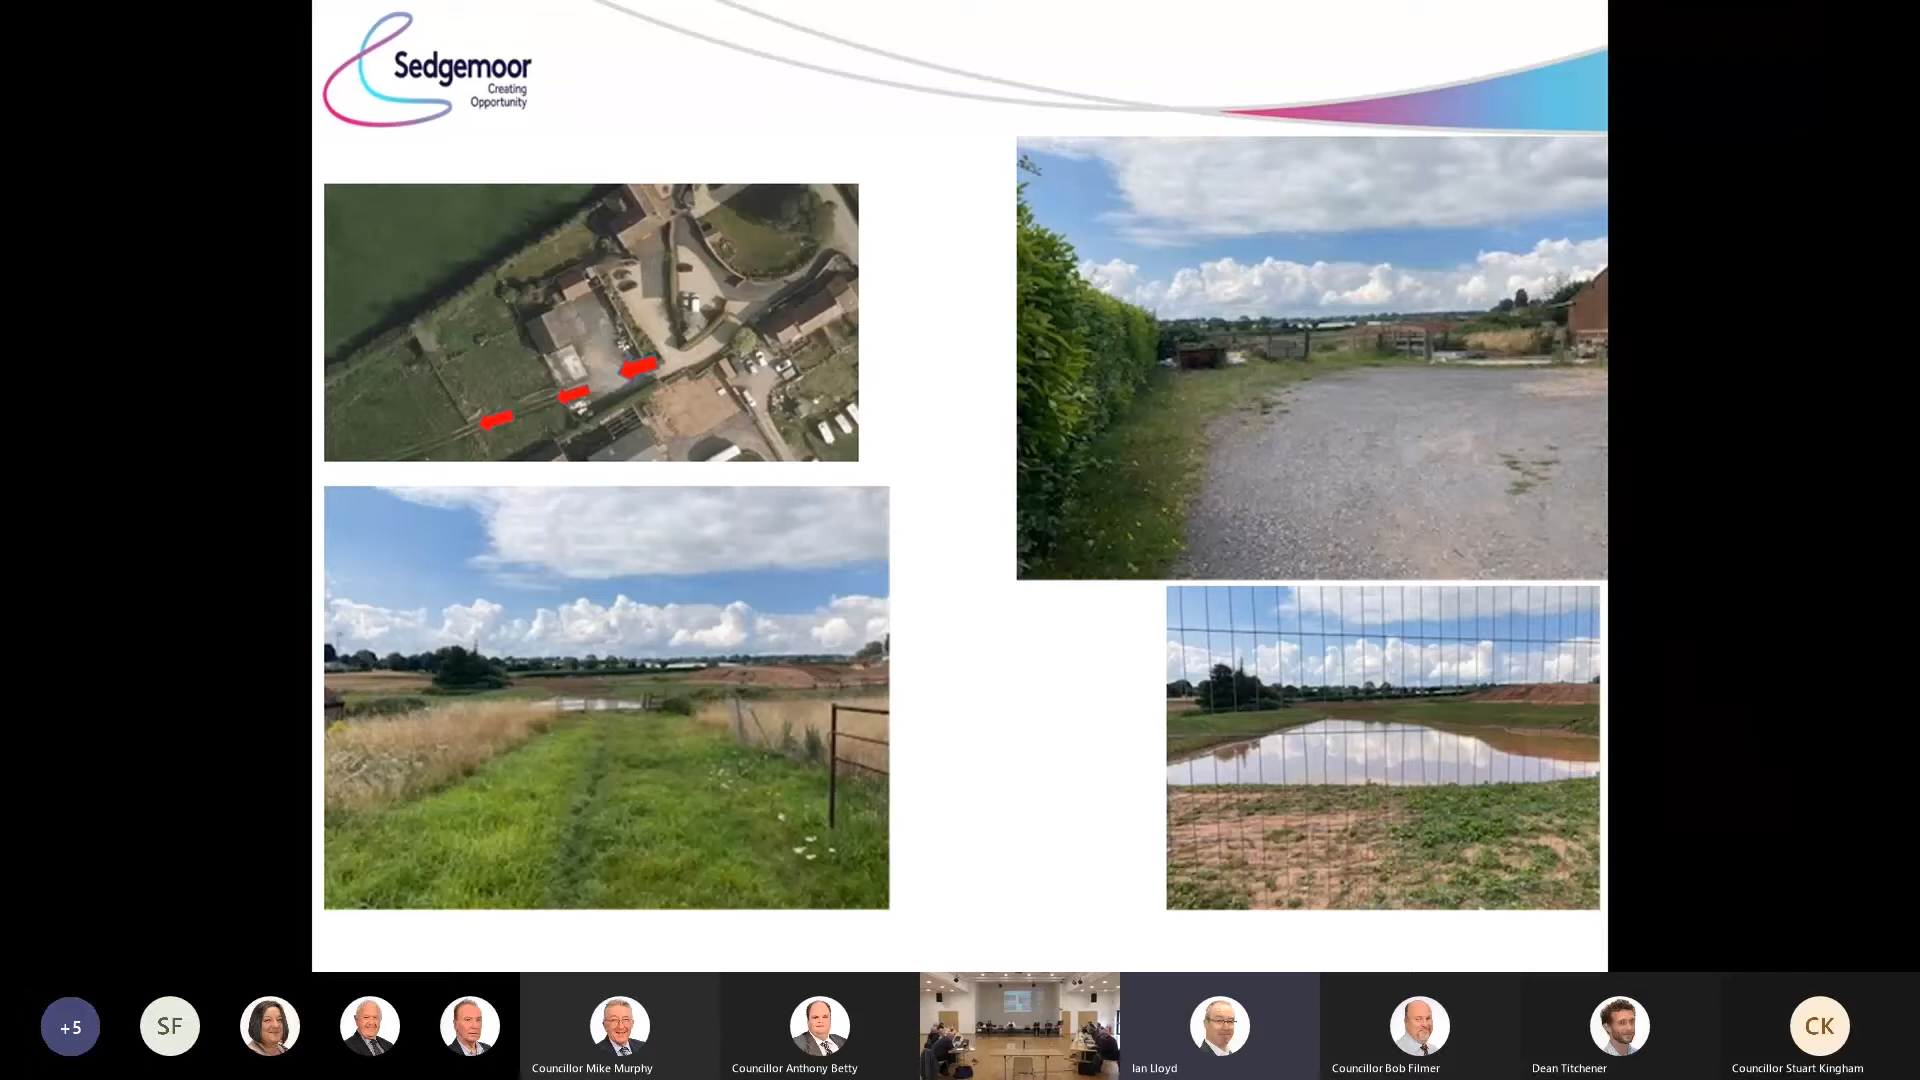 Sedgemoor
Creating
Opportunity
+5
SF
Councillor Mike Murphy
Councillor Anthony Betty
Ian Lloyd
Councillor Bob Filmer
Dean Titchener
CK
Councillor Stuart Kingham